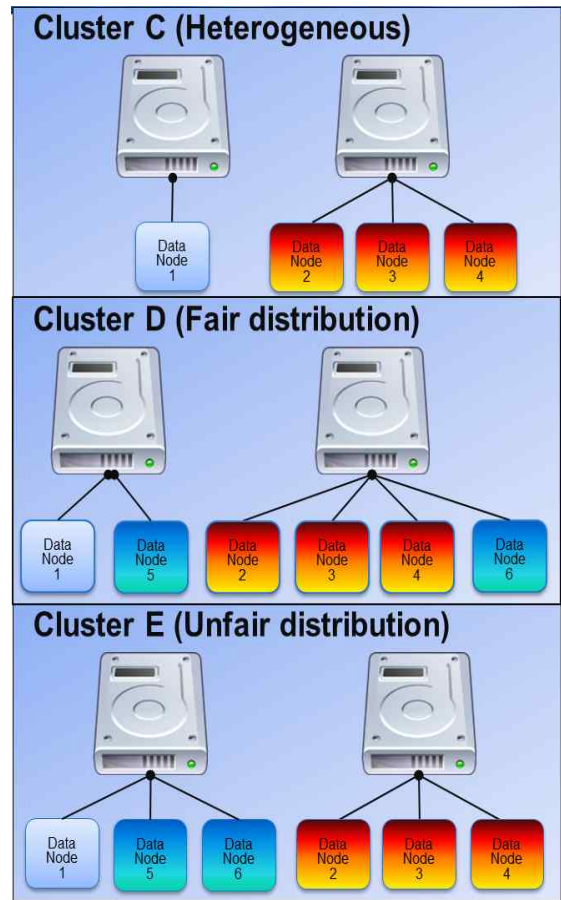 Cluster C (Heterogeneous)
Data
Node
1
Data
Node
2
Data
Node
3
Data
Node
4
Cluster D (Fair distribution)
Data
Node
1
Data
Node
5
Data
Node
2
Data
Node
3
Data
Node
4
Data
Node
6
Cluster E (Unfair distribution)
Data
Node
1
Data
Node
5
Data
Node
6
Data
Node
2
Data
Node
3
Data
Node
4